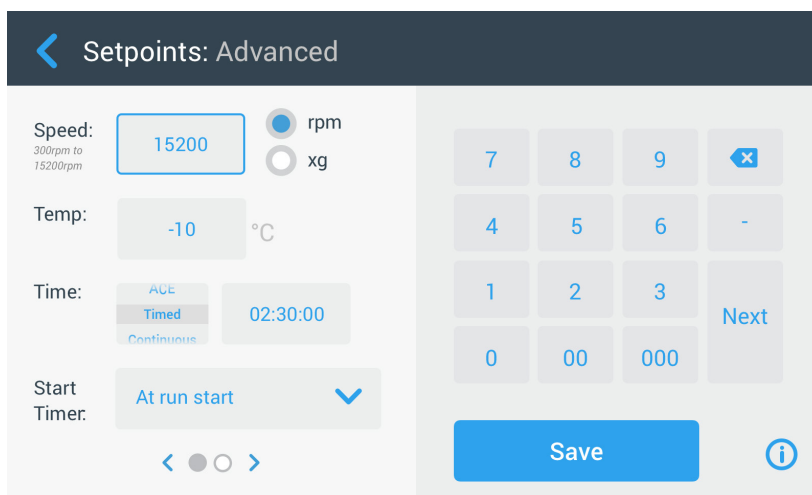 Setpoints: Advanced
Speed:
300rpm to
15200rpm
15200
rpm
xg
Temp:
-10
°C
Time:
ACE
Timed
Continuous
02:30:00
Start
Timer:
At run start
7 8 9
4 5 6 -
1 2 3
Next
0 00 000
Save